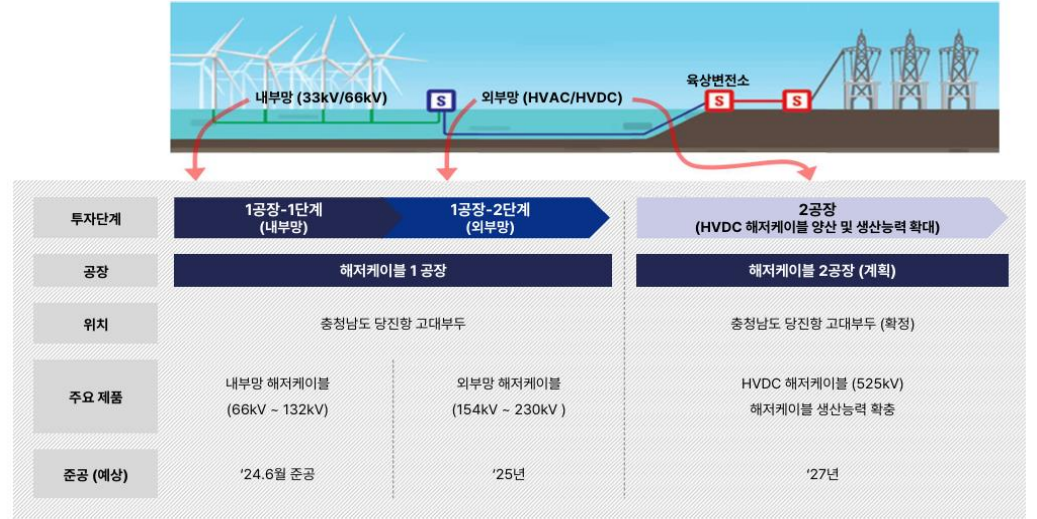 육상변전소
내부망 (33kV/66kV)
S
외부망 (HVAC/HVDC)
S
S
투자단계
1공장-1단계
(내부망)
1공장-2단계
(외부망)
2공장
(HVDC 해저케이블 양산 및 생산능력 확대)
공장
해저케이블 1 공장
해저케이블 2공장 (계획)
위치
충청남도 당진항 고대부두
충청남도 당진항 고대부두 (확정)
주요 제품
내부망 해저케이블
(66kV ~ 132kV)
외부망 해저케이블
(154kV ~ 230kV )
HVDC 해저케이블 (525kV)
해저케이블 생산능력 확충
준공 (예상)
‘24.6월 준공
‘25년
‘27년